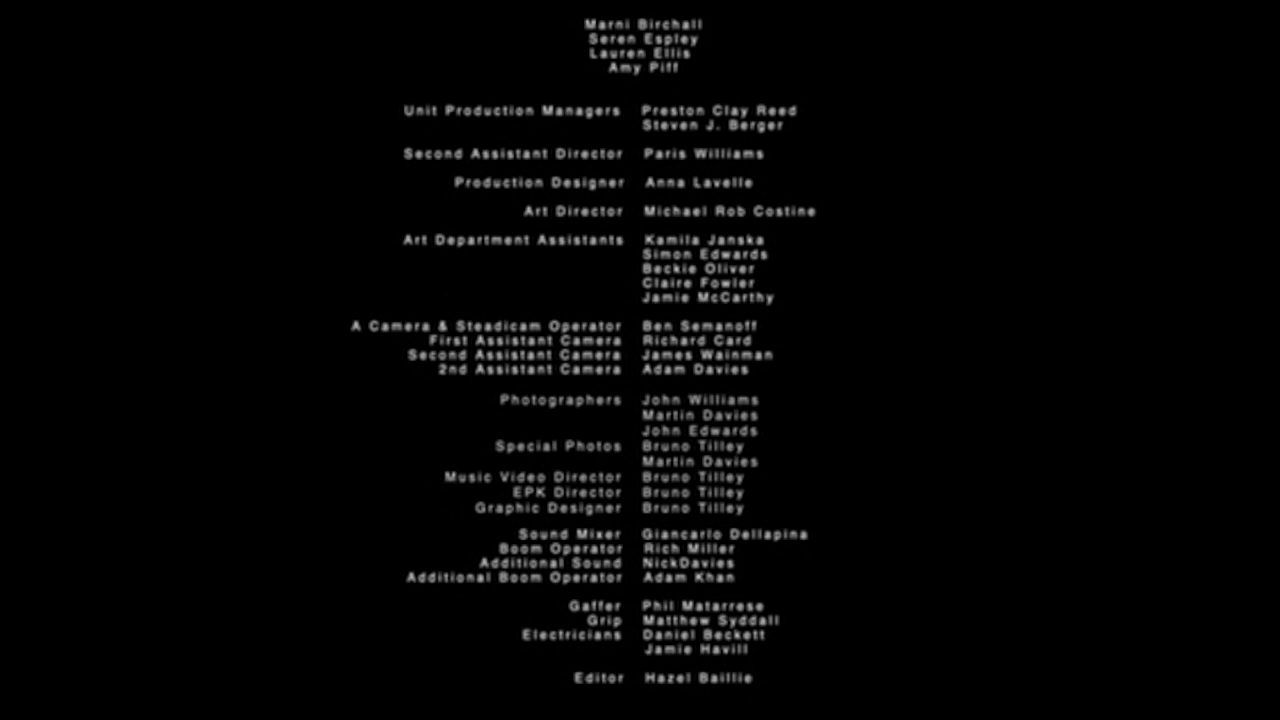 Marni Birchall
Seren Espley
Lauren Ellis
Amy Piff
Unit Production Managers Preston Clay Reed
Steven J. Berger
Second Assistant Director Paris Williams
Production Designer Anna Lavelle
Art Director Michael Rob Costine
Art Department Assistants Kamila Janska
Simon Edwards
Beckie Oliver
Claire Fowler
Jamie McCarthy
A Camera & Steadicam Operator Ben Semanoff
First Assistant Camera Richard Card
Second Assistant Camera James Wainman
2nd Assistant Camera Adam Davies
Photographers John Williams
Martin Davies
John Edwards
Special Photos Bruno Tilley
Martin Davies
Music Video Director Bruno Tilley
EPK Director Bruno Tilley
Graphic Designer Bruno Tilley
Sound Mixer Giancarlo Dellapina
Boom Operator Rich Miller
Additional Sound NickDavies
Additional Boom Operator Adam Khan
Gaffer Phil Matarrese
Grip Matthew Syddall
Electricians Daniel Beckett
Jamie Havill
Editor Hazel Baillie